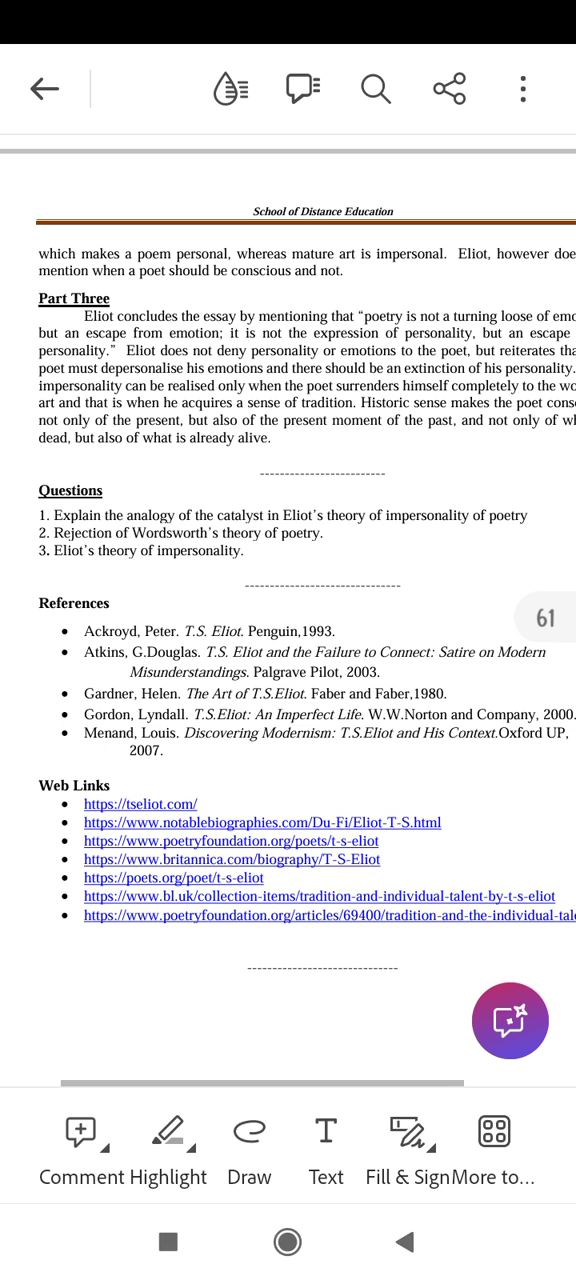 School of Distance Education
which makes a poem personal, whereas mature art is impersonal. Eliot, however doe
mention when a poet should be conscious and not.
Part Three
Eliot concludes the essay by mentioning that “poetry is not a turning loose of emo
but an escape from emotion; it is not the expression of personality, but an escape
personality.” Eliot does not deny personality or emotions to the poet, but reiterates tha
poet must depersonalise his emotions and there should be an extinction of his personality.
impersonality can be realised only when the poet surrenders himself completely to the wo
art and that is when he acquires a sense of tradition. Historic sense makes the poet consc
not only of the present, but also of the present moment of the past, and not only of wh
dead, but also of what is already alive.
-------------------------
Questions
1. Explain the analogy of the catalyst in Eliot’s theory of impersonality of poetry
2. Rejection of Wordsworth’s theory of poetry.
3. Eliot’s theory of impersonality.
-------------------------------
References
61
• Ackroyd, Peter. T.S. Eliot. Penguin,1993.
• Atkins, G.Douglas. T.S. Eliot and the Failure to Connect: Satire on Modern
Misunderstandings. Palgrave Pilot, 2003.
• Gardner, Helen. The Art of T.S.Eliot. Faber and Faber,1980.
• Gordon, Lyndall. T.S.Eliot: An Imperfect Life. W.W.Norton and Company, 2000.
• Menand, Louis. Discovering Modernism: T.S.Eliot and His Context.Oxford UP,
2007.
Web Links
• https://tseliot.com/
• https://www.notablebiographies.com/Du-Fi/Eliot-T-S.html
• https://www.poetryfoundation.org/poets/t-s-eliot
• https://www.britannica.com/biography/T-S-Eliot
• https://poets.org/poet/t-s-eliot
• https://www.bl.uk/collection-items/tradition-and-individual-talent-by-t-s-eliot
• https://www.poetryfoundation.org/articles/69400/tradition-and-the-individual-tale
------------------------------
Comment Highlight Draw Text Fill & Sign More to...